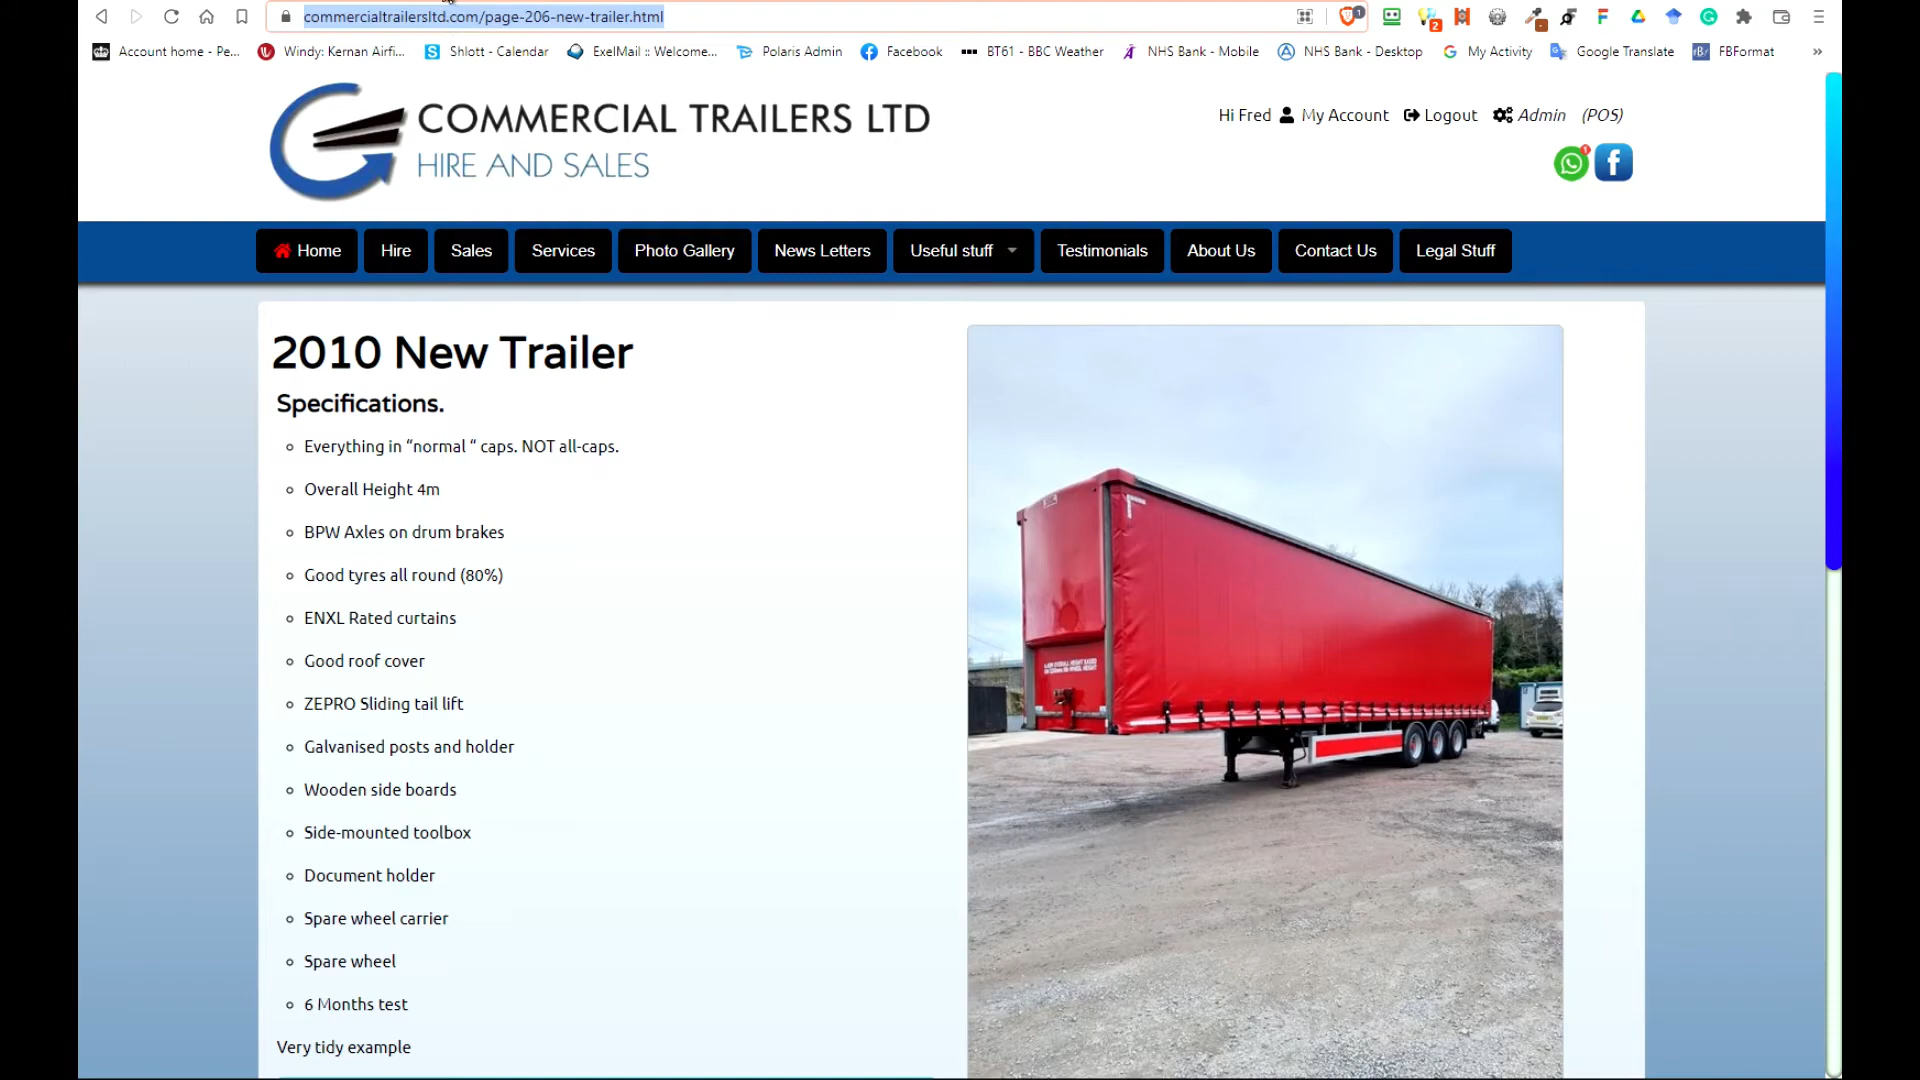 commercialtrailersltd.com/page-206-new-trailer.html
1
2
Account home - Pe...
Windy: Kernan Airfi...
Shlott - Calendar
ExelMail :: Welcome...
Polaris Admin
Facebook
BT61 - BBC Weather
NHS Bank - Mobile
NHS Bank - Desktop
My Activity
Google Translate
FBFormat
»
COMMERCIAL TRAILERS LTD
HIRE AND SALES
Hi Fred My Account Logout Admin (POS)
1
Home Hire Sales Services Photo Gallery News Letters Useful stuff Testimonials About Us Contact Us Legal Stuff
2010 New Trailer
Specifications.
Everything in “normal “ caps. NOT all-caps.
Overall Height 4m
BPW Axles on drum brakes
Good tyres all round (80%)
ENXL Rated curtains
Good roof cover
ZEPRO Sliding tail lift
Galvanised posts and holder
Wooden side boards
Side-mounted toolbox
Document holder
Spare wheel carrier
Spare wheel
6 Months test
Very tidy example